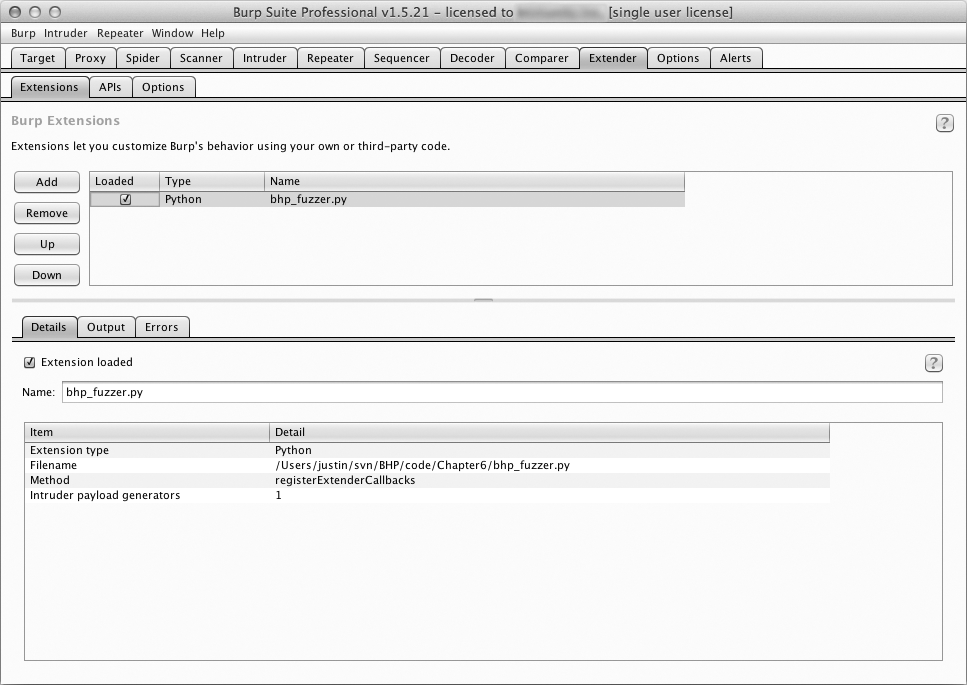 Burp Suite Professional v1.5.21 – licensed to [single user license]
Burp Intruder Repeater Window Help
Target Proxy Spider Scanner Intruder Repeater Sequencer Decoder Comparer Extender Options Alerts
Extensions APIs Options
Burp Extensions
?
Extensions let you customize Burp's behavior using your own or third-party code.
Add
Remove
Up
Down
Loaded Type Name
Python bhp_fuzzer.py
Details Output Errors
Extension loaded
?
Name: bhp_fuzzer.py
Item Detail
Extension type Python
Filename /Users/justin/svn/BHP/code/Chapter6/bhp_fuzzer.py
Method registerExtenderCallbacks
Intruder payload generators 1